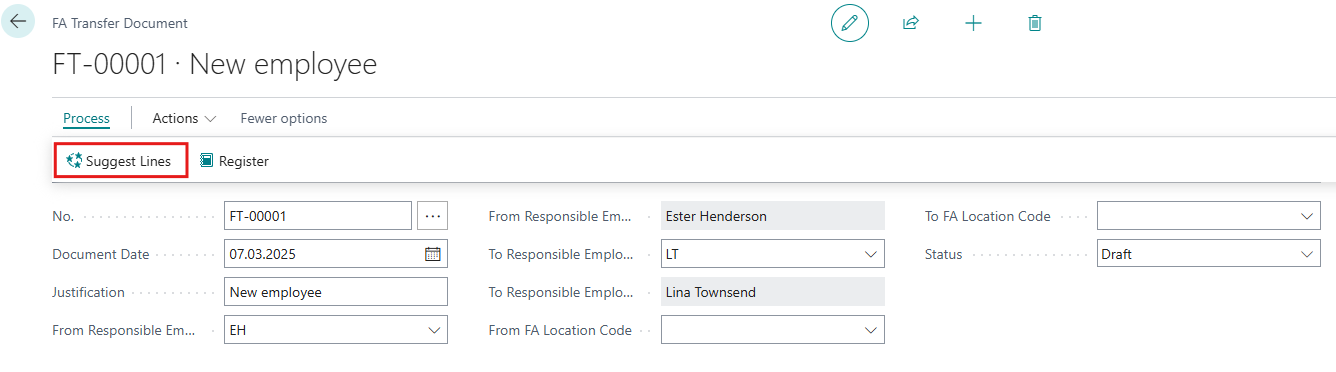 FA Transfer Document
FT-00001 · New employee
Process
Actions
Fewer options
Suggest Lines
Register
No.
FT-00001
Document Date
07.03.2025
Justification
New employee
From Responsible Em...
EH
From Responsible Em...
Ester Henderson
To Responsible Emplo...
LT
To Responsible Emplo...
Lina Townsend
From FA Location Code
To FA Location Code
Status
Draft